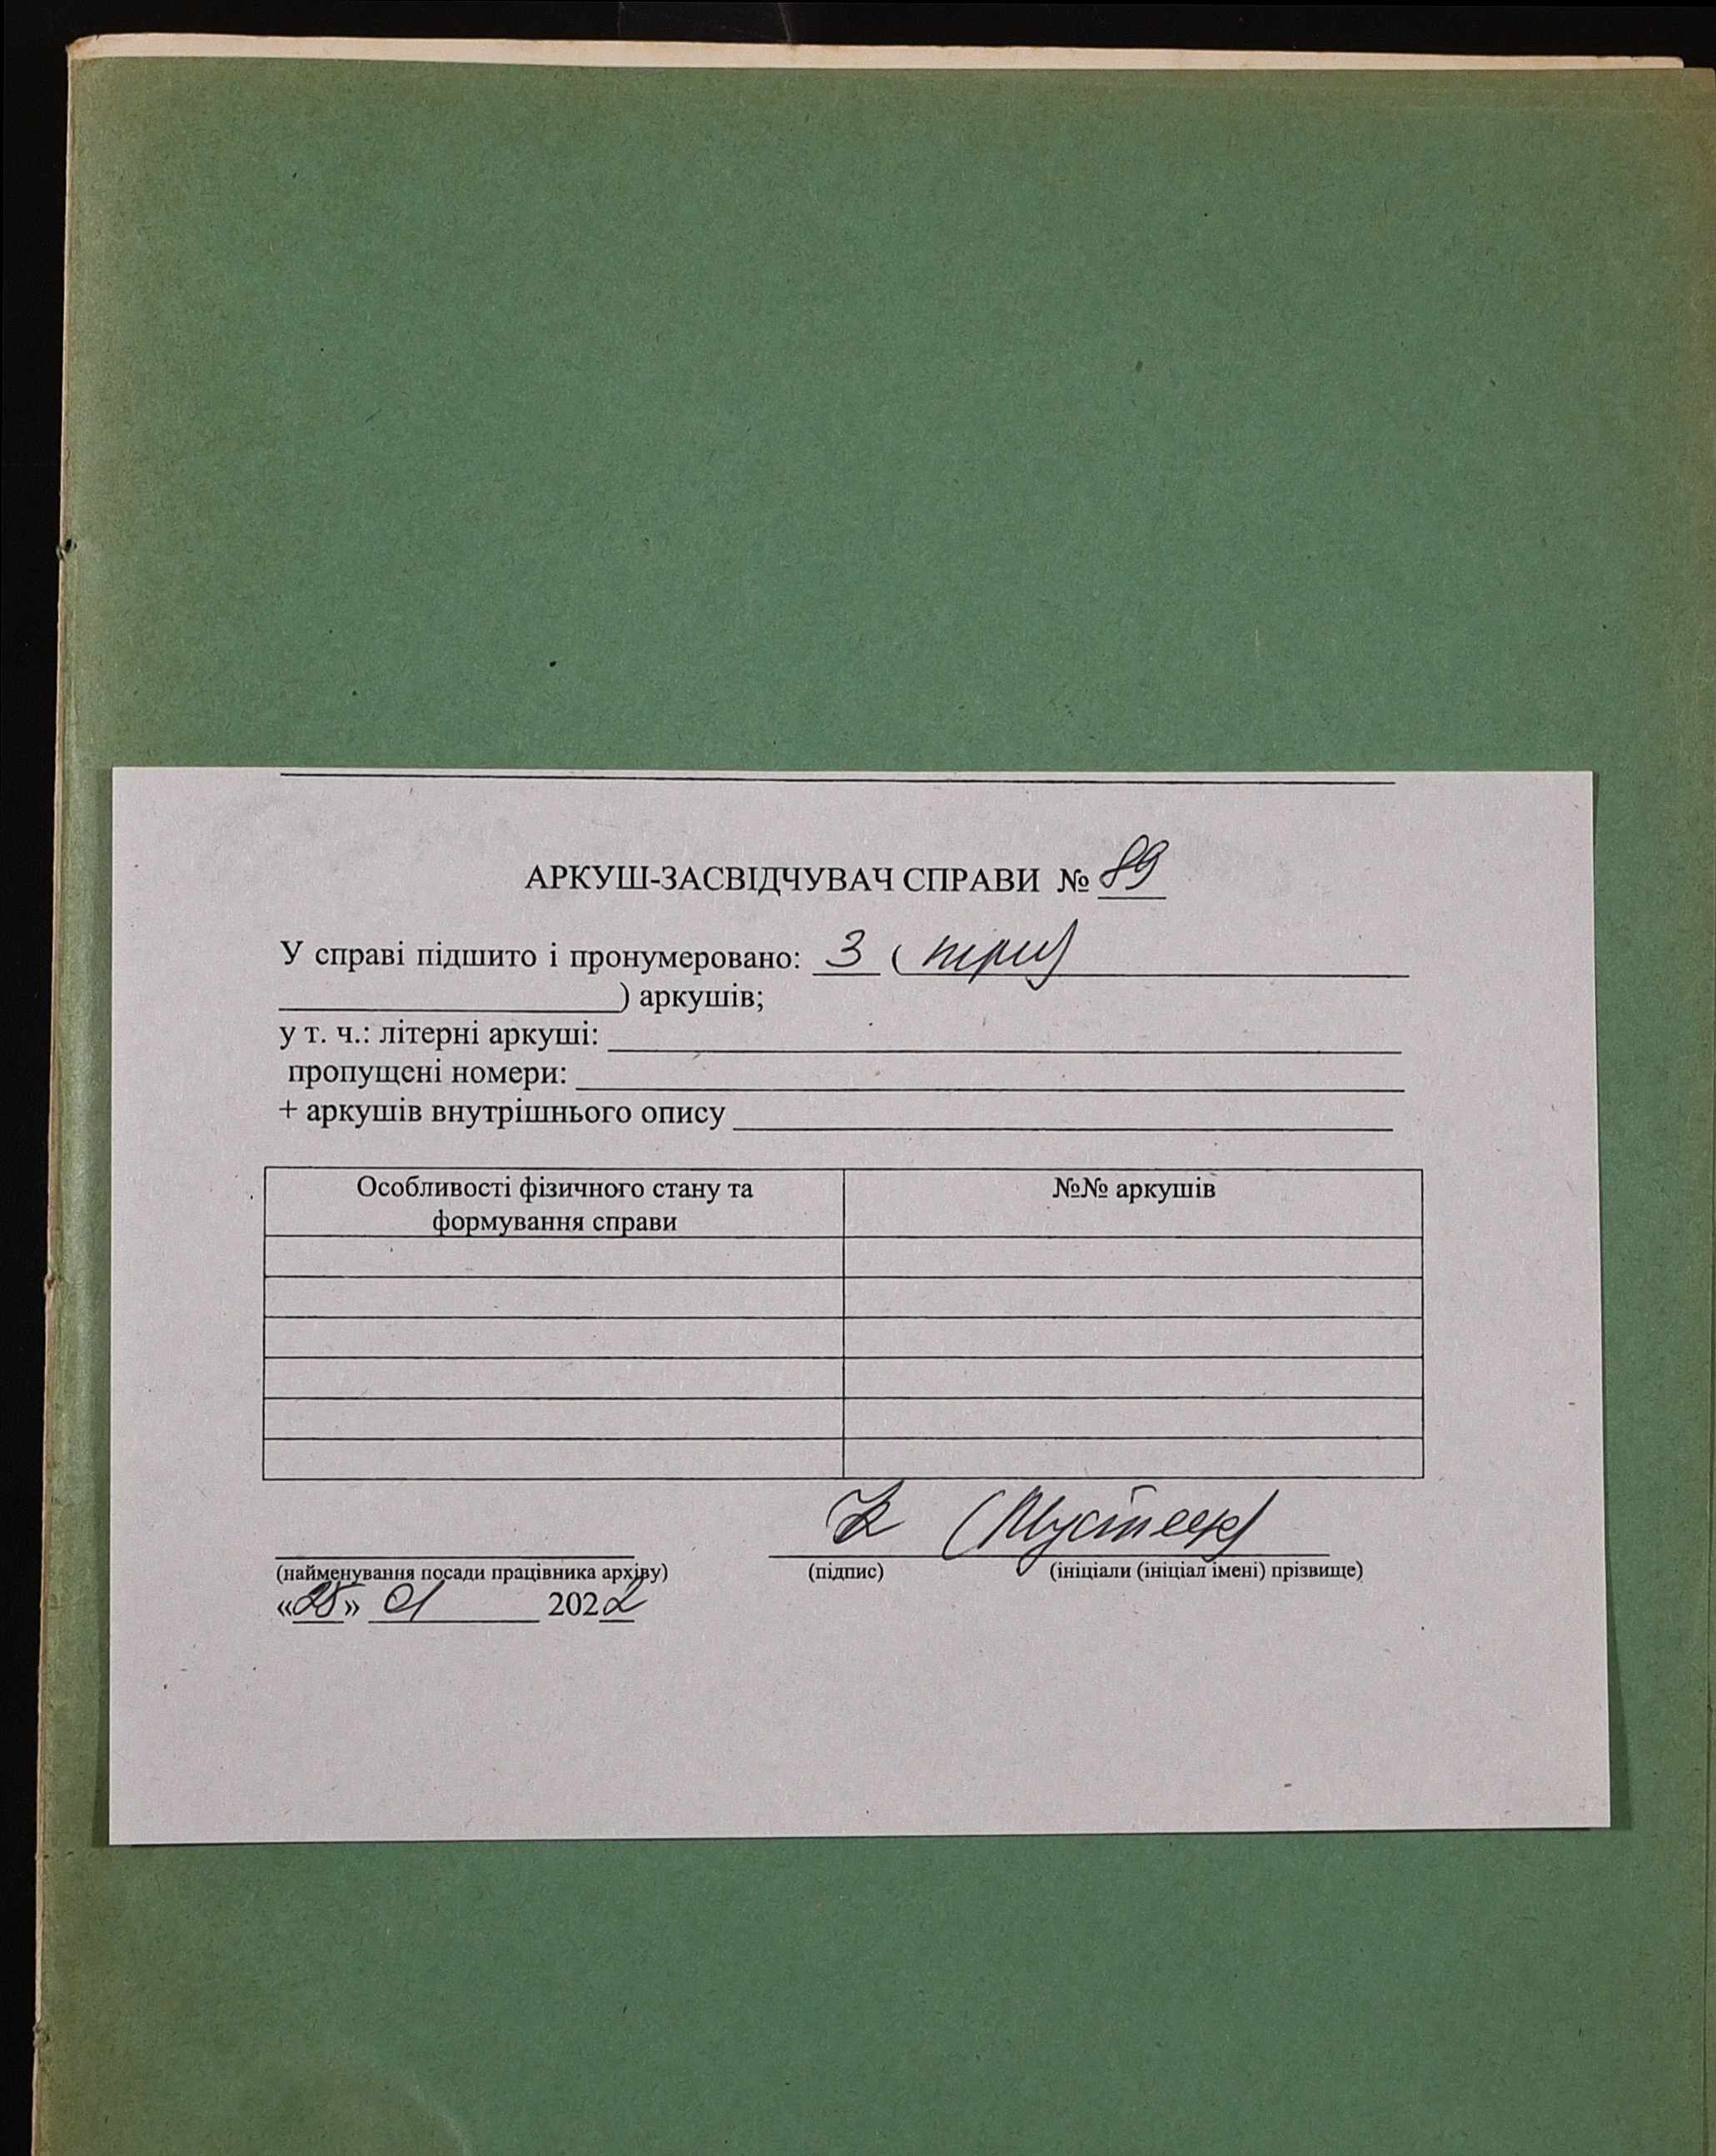 АРКУШ-ЗАСВІДЧУВАЧ СПРАВИ № 89
У справі підшито і пронумеровано: 3 ( три)
) аркушів;
у т. ч.: літерні аркуші:
пропущені номери:
+ аркушів внутрішнього опису
Особливості фізичного стану та формування справи
№№ аркушів
(найменування посади працівника архіву)
(підпис)
(ініціали (ініціал імені) прізвище)
«28» 01 2022